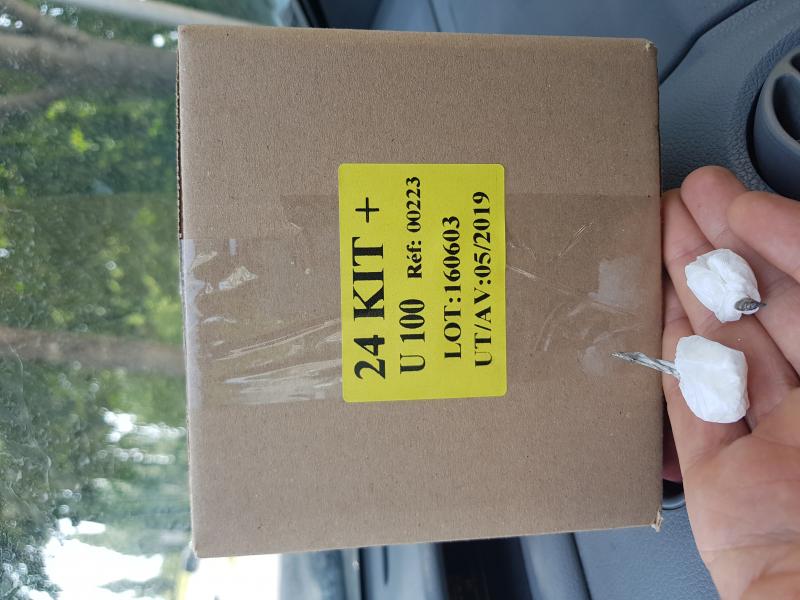 24 KIT +
U 100 Réf: 00223
LOT:160603
UT/AV:05/2019